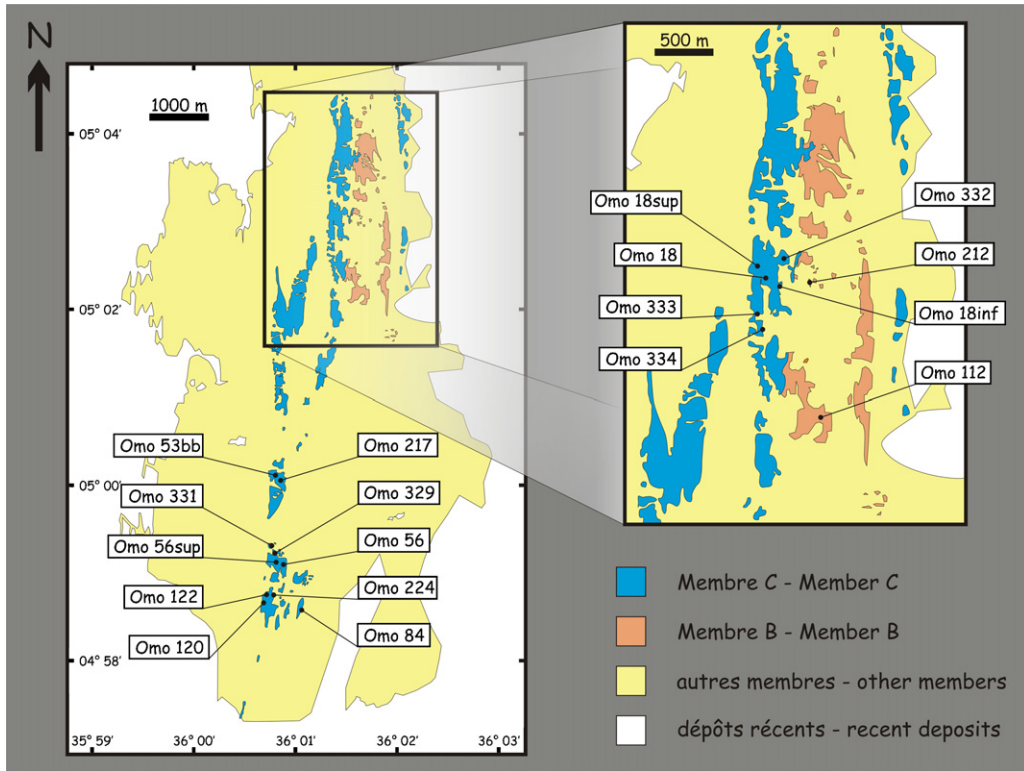 N
1000 m
05° 04'
05° 02'
05° 00'
04° 58'
35° 59'
36° 00'
36° 01'
36° 02'
36° 03'
Omo 53bb
Omo 217
Omo 331
Omo 329
Omo 56sup
Omo 56
Omo 122
Omo 224
Omo 120
Omo 84
500 m
Omo 18sup
Omo 332
Omo 18
Omo 212
Omo 333
Omo 18inf
Omo 334
Omo 112
Membre C - Member C
Membre B - Member B
autres membres - other members
dépôts récents - recent deposits